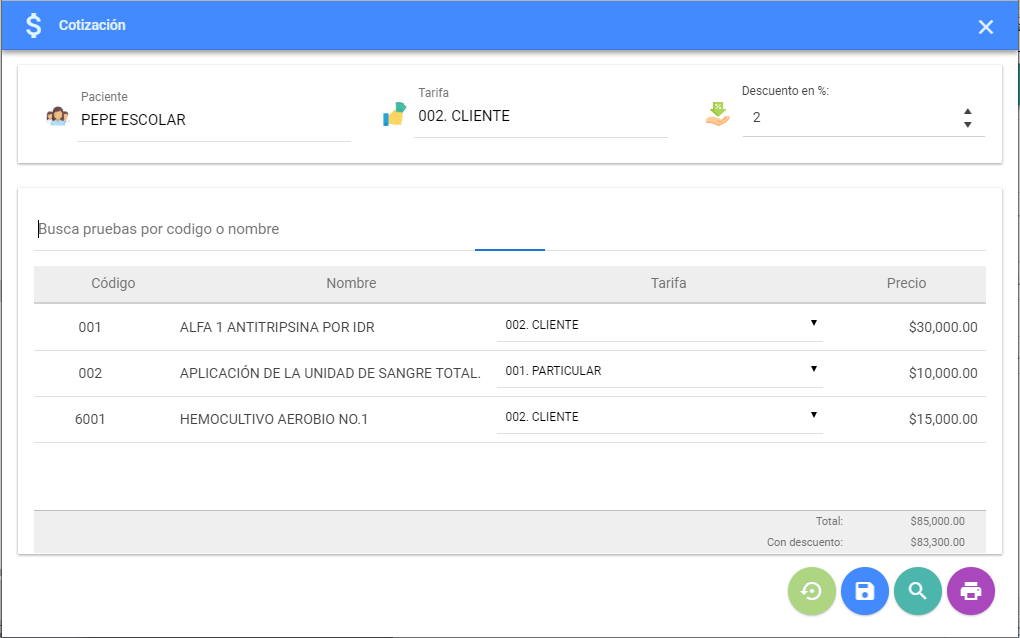 Cotización
Paciente
PEPE ESCOLAR
Tarifa
002. CLIENTE
Descuento en %:
2
Busca pruebas por codigo o nombre
Código Nombre Tarifa Precio
001 ALFA 1 ANTITRIPSINA POR IDR 002. CLIENTE $30,000.00
002 APLICACIÓN DE LA UNIDAD DE SANGRE TOTAL. 001. PARTICULAR $10,000.00
6001 HEMOCULTIVO AEROBIO NO.1 002. CLIENTE $15,000.00
Total: $85,000.00
Con descuento: $83,300.00